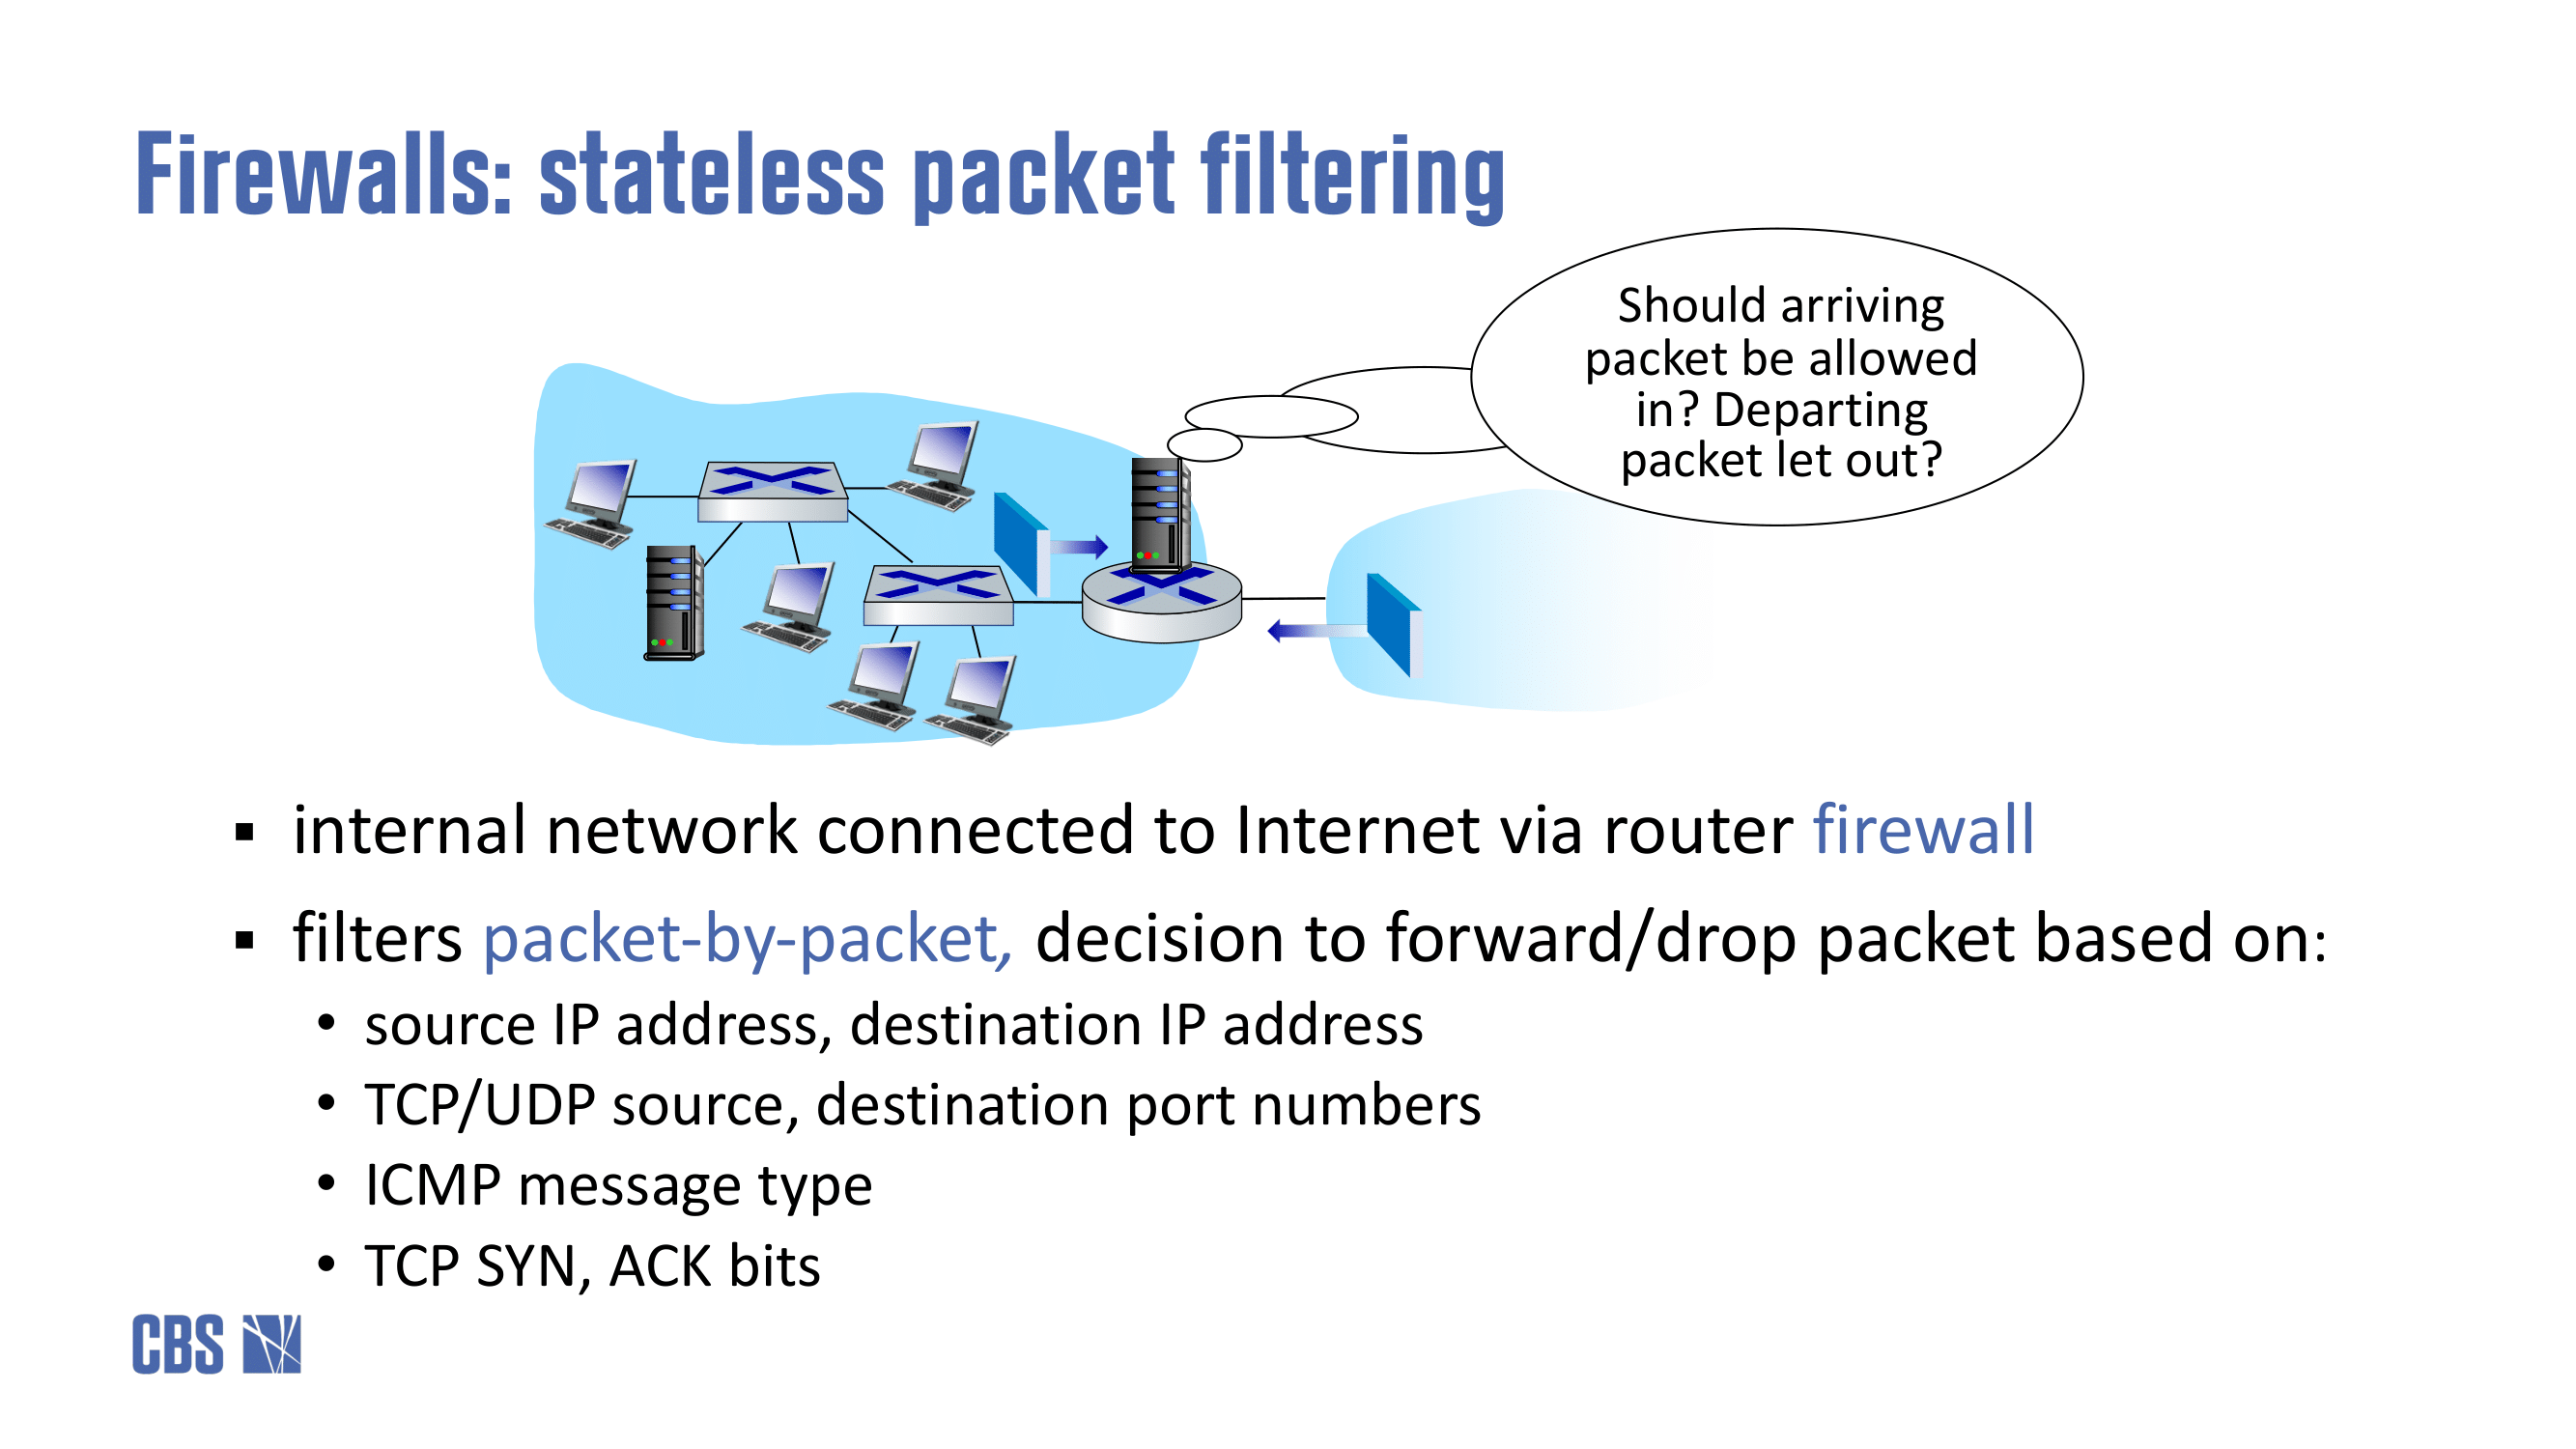 Firewalls: stateless packet filtering
Should arriving
packet be allowed
in? Departing
packet let out?
▪ internal network connected to Internet via router firewall
▪ filters packet-by-packet, decision to forward/drop packet based on:
• source IP address, destination IP address
• TCP/UDP source, destination port numbers
• ICMP message type
• TCP SYN, ACK bits
CBS